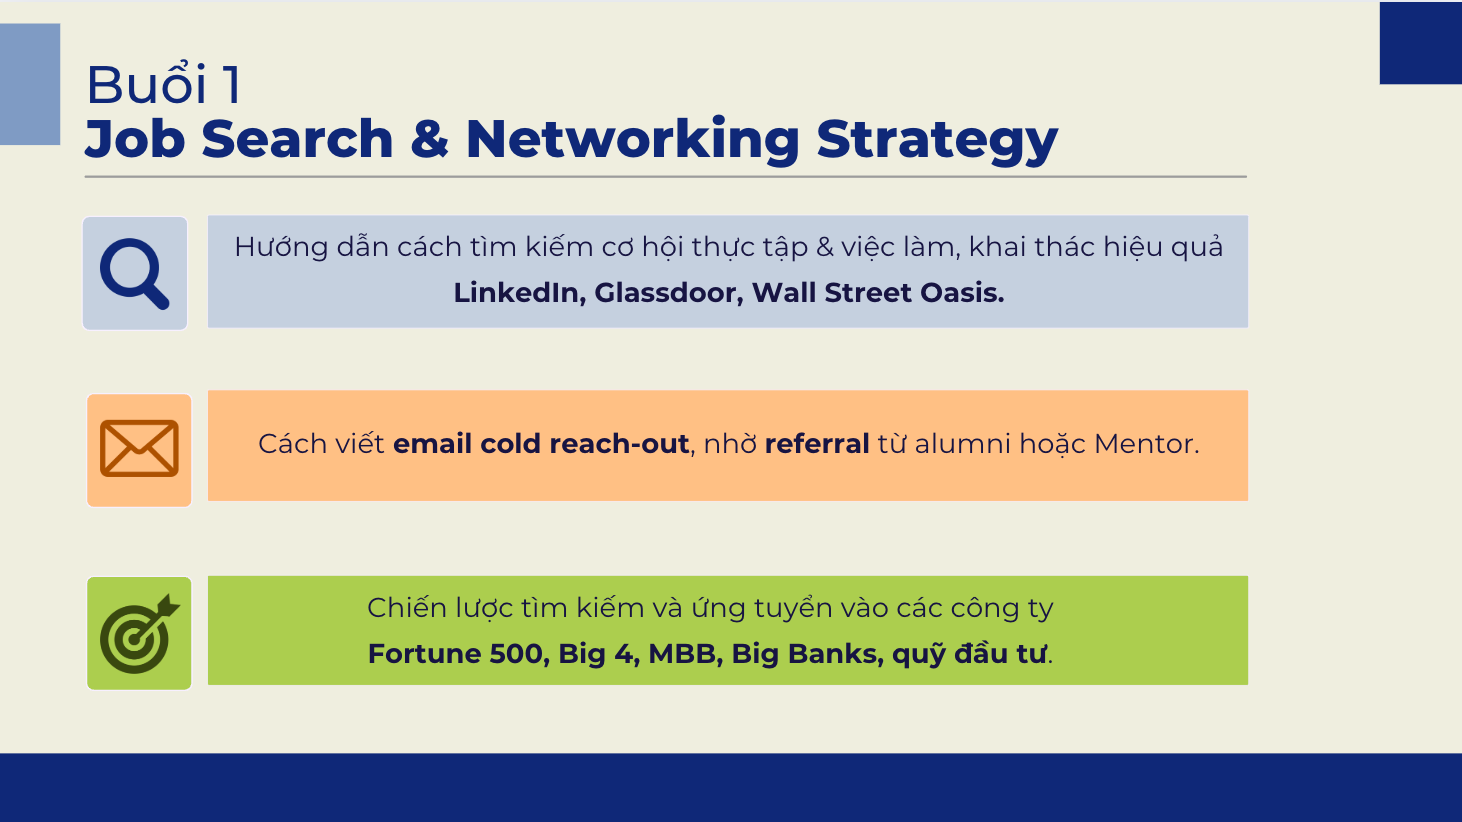 Buổi 1
Job Search & Networking Strategy
Hướng dẫn cách tìm kiếm cơ hội thực tập & việc làm, khai thác hiệu quả
LinkedIn, Glassdoor, Wall Street Oasis.
Cách viết email cold reach-out, nhờ referral từ alumni hoặc Mentor.
Chiến lược tìm kiếm và ứng tuyển vào các công ty
Fortune 500, Big 4, MBB, Big Banks, quỹ đầu tư.